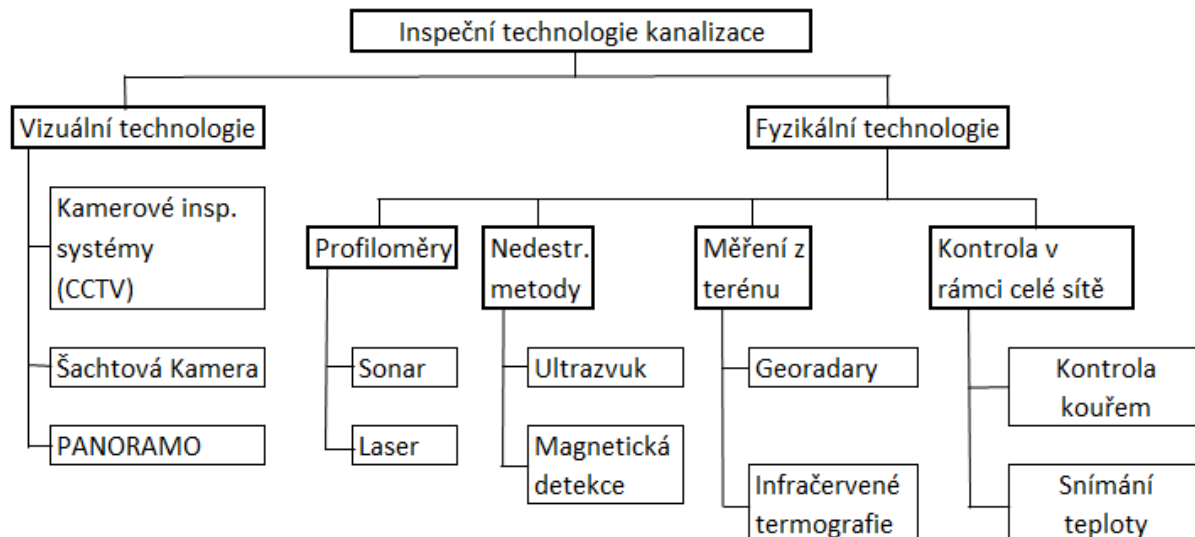 Inspeční technologie kanalizace
Vizuální technologie
Fyzikální technologie
Kamerové insp.
systémy
(CCTV)
Šachtová Kamera
PANORAMO
Profiloměry
Sonar
Laser
Nedestr.
metody
Ultrazvuk
Magnetická
detekce
Měření z
terénu
Georadary
Infračervené
termografie
Kontrola v
rámci celé sítě
Kontrola
kouřem
Snímání
teploty